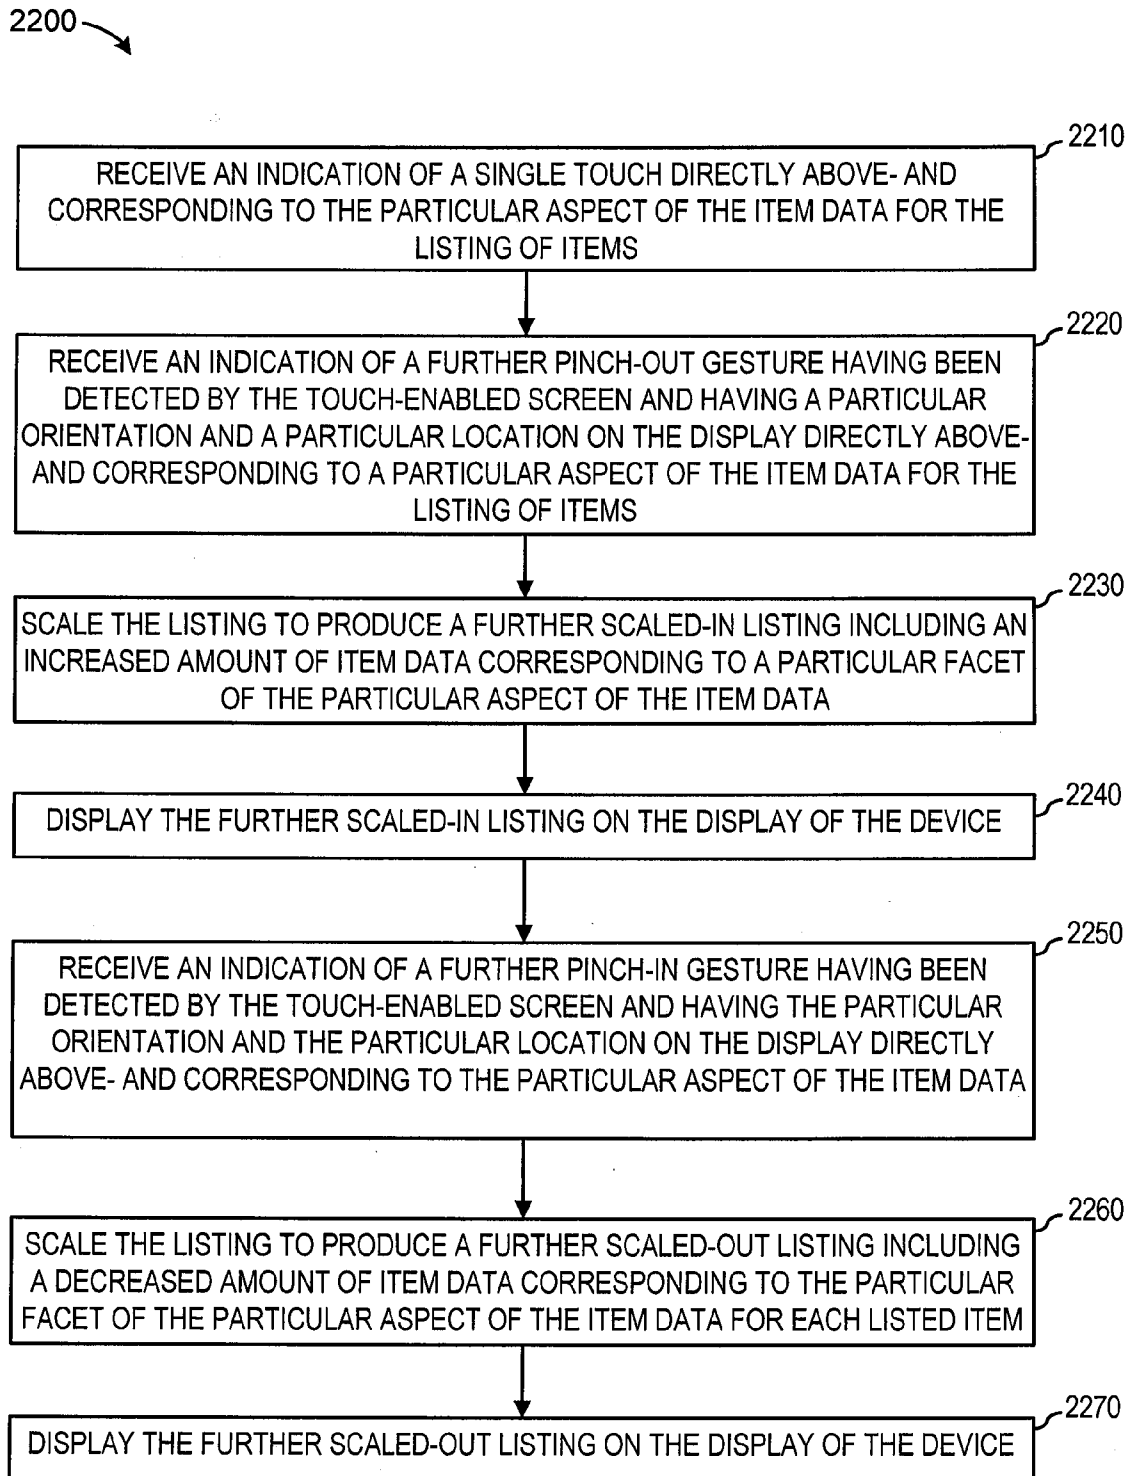 2200
2210
RECEIVE AN INDICATION OF A SINGLE TOUCH DIRECTLY ABOVE- AND
CORRESPONDING TO THE PARTICULAR ASPECT OF THE ITEM DATA FOR THE
LISTING OF ITEMS
2220
RECEIVE AN INDICATION OF A FURTHER PINCH-OUT GESTURE HAVING BEEN
DETECTED BY THE TOUCH-ENABLED SCREEN AND HAVING A PARTICULAR
ORIENTATION AND A PARTICULAR LOCATION ON THE DISPLAY DIRECTLY ABOVE-
AND CORRESPONDING TO A PARTICULAR ASPECT OF THE ITEM DATA FOR THE
LISTING OF ITEMS
2230
SCALE THE LISTING TO PRODUCE A FURTHER SCALED-IN LISTING INCLUDING AN
INCREASED AMOUNT OF ITEM DATA CORRESPONDING TO A PARTICULAR FACET
OF THE PARTICULAR ASPECT OF THE ITEM DATA
2240
DISPLAY THE FURTHER SCALED-IN LISTING ON THE DISPLAY OF THE DEVICE
2250
RECEIVE AN INDICATION OF A FURTHER PINCH-IN GESTURE HAVING BEEN
DETECTED BY THE TOUCH-ENABLED SCREEN AND HAVING THE PARTICULAR
ORIENTATION AND THE PARTICULAR LOCATION ON THE DISPLAY DIRECTLY
ABOVE- AND CORRESPONDING TO THE PARTICULAR ASPECT OF THE ITEM DATA
2260
SCALE THE LISTING TO PRODUCE A FURTHER SCALED-OUT LISTING INCLUDING
A DECREASED AMOUNT OF ITEM DATA CORRESPONDING TO THE PARTICULAR
FACET OF THE PARTICULAR ASPECT OF THE ITEM DATA FOR EACH LISTED ITEM
2270
DISPLAY THE FURTHER SCALED-OUT LISTING ON THE DISPLAY OF THE DEVICE